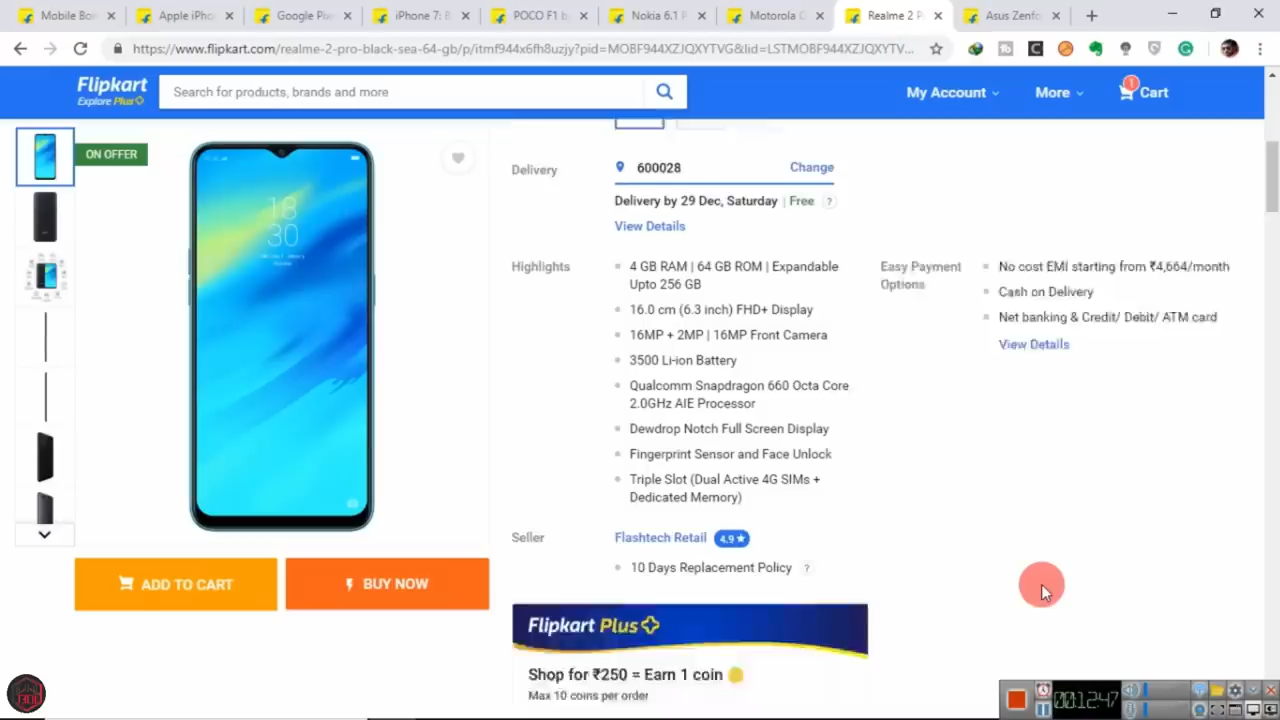 Mobile Bo
Apple iPho
Google Pix
iPhone 7: B
POCO F1 b
Nokia 6.1 P
Motorola O
Realme 2 P
Asus Zenfo
https://www.flipkart.com/realme-2-pro-black-sea-64-gb/p/itmf944x6fh8uzjy?pid=MOBF944XZJQXYTVG&lid=LSTMOBF944XZJQXYTV...
Flipkart
Explore Plus
Search for products, brands and more
My Account
More
1
Cart
ON OFFER
18
30
Delivery
600028
Change
Delivery by 29 Dec, Saturday | Free ?
View Details
Highlights
4 GB RAM | 64 GB ROM | Expandable
Upto 256 GB
16.0 cm (6.3 inch) FHD+ Display
16MP + 2MP | 16MP Front Camera
3500 Li-ion Battery
Qualcomm Snapdragon 660 Octa Core
2.0GHz AIE Processor
Dewdrop Notch Full Screen Display
Fingerprint Sensor and Face Unlock
Triple Slot (Dual Active 4G SIMs +
Dedicated Memory)
Easy Payment
Options
No cost EMI starting from ₹4,664/month
Cash on Delivery
Net banking & Credit/ Debit/ ATM card
View Details
Seller
Flashtech Retail 4.9★
10 Days Replacement Policy ?
ADD TO CART
BUY NOW
Flipkart Plus
Shop for ₹250 = Earn 1 coin
Max 10 coins per order
00:12:47